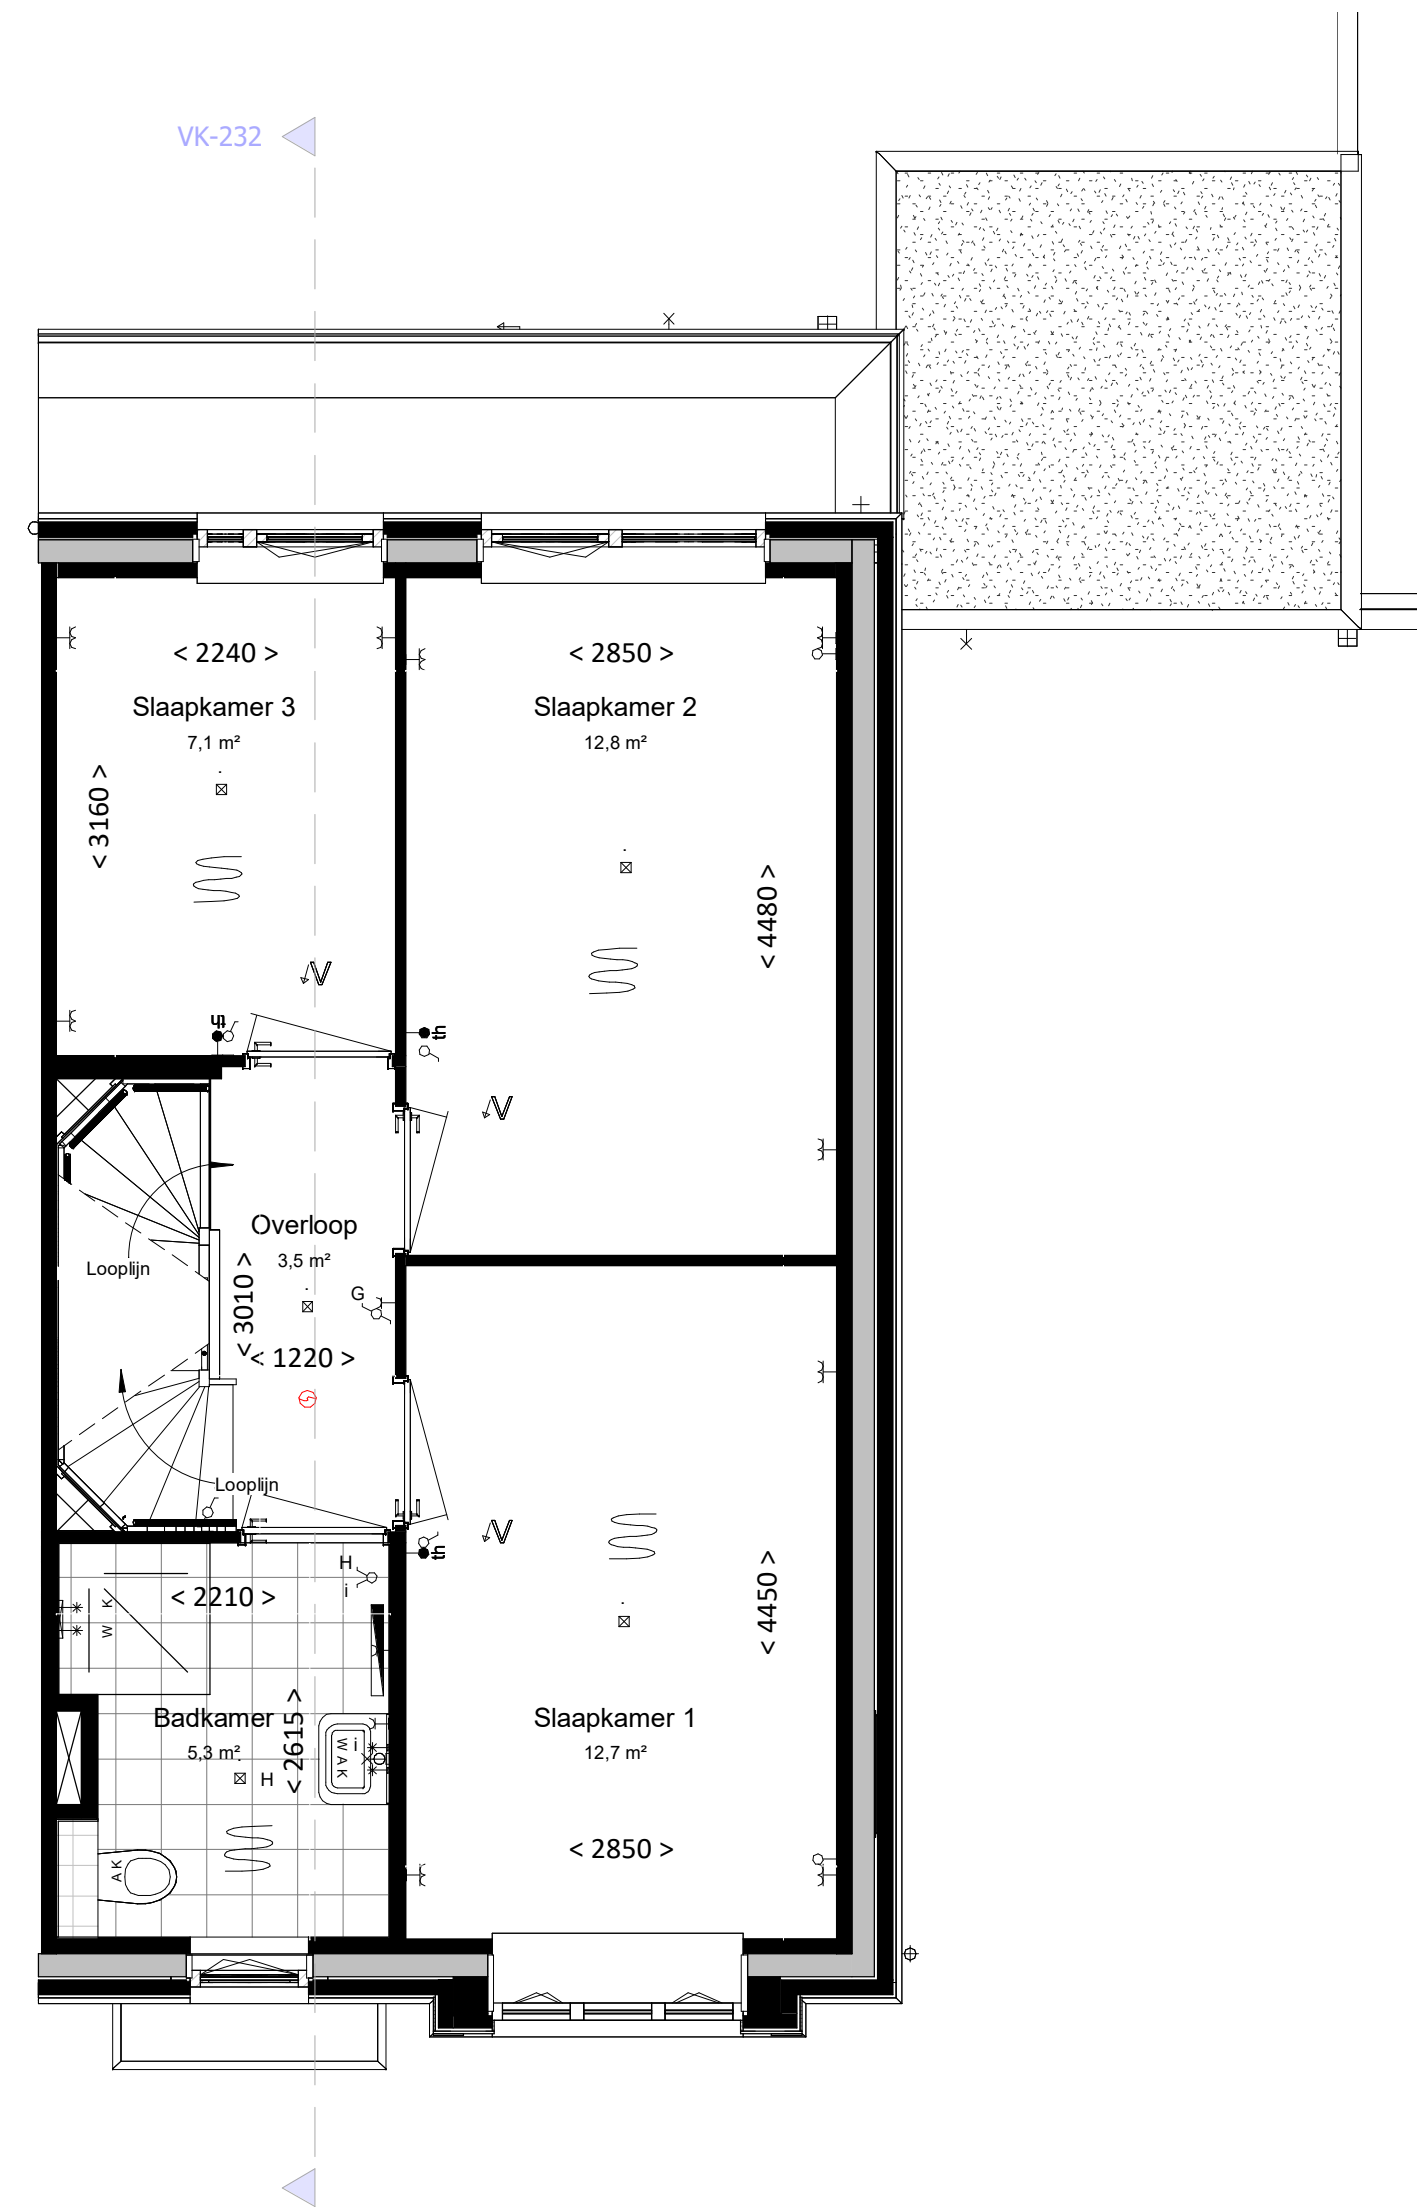 VK-232
< 2240 >
< 2850 >
Slaapkamer 3
7,1 m²
Slaapkamer 2
12,8 m²
< 3160 >
< 4480 >
V
th
th
V
Overloop
3,5 m²
Looplijn
< 3010 >
G
< 1220 >
Looplijn
V
th
H
i
< 2210 >
W K
< 4450 >
Badkamer
5,3 m²
< 2615 >
H
i
WAK
Slaapkamer 1
12,7 m²
< 2850 >
AK